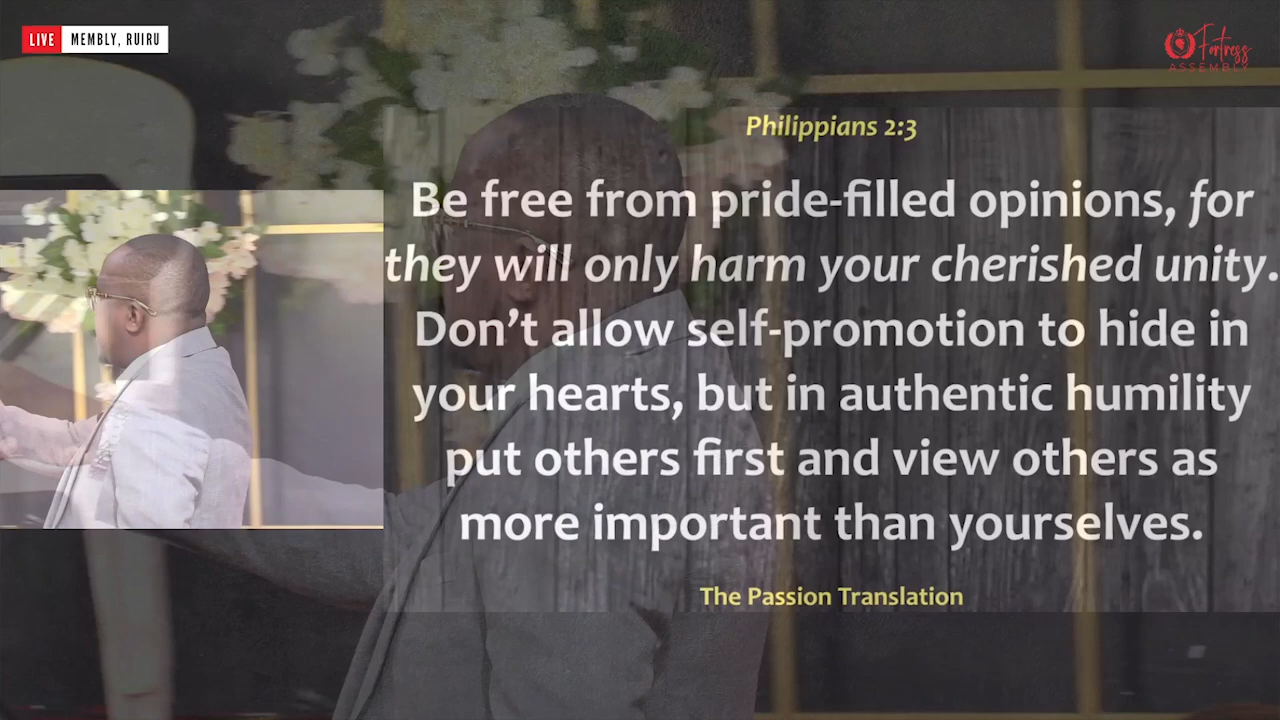 LIVE MEMBLY, RUIRU
Fortress
ASSEMBLY
Philippians 2:3
Be free from pride-filled opinions, for
they will only harm your cherished unity.
Don’t allow self-promotion to hide in
your hearts, but in authentic humility
put others first and view others as
more important than yourselves.
The Passion Translation